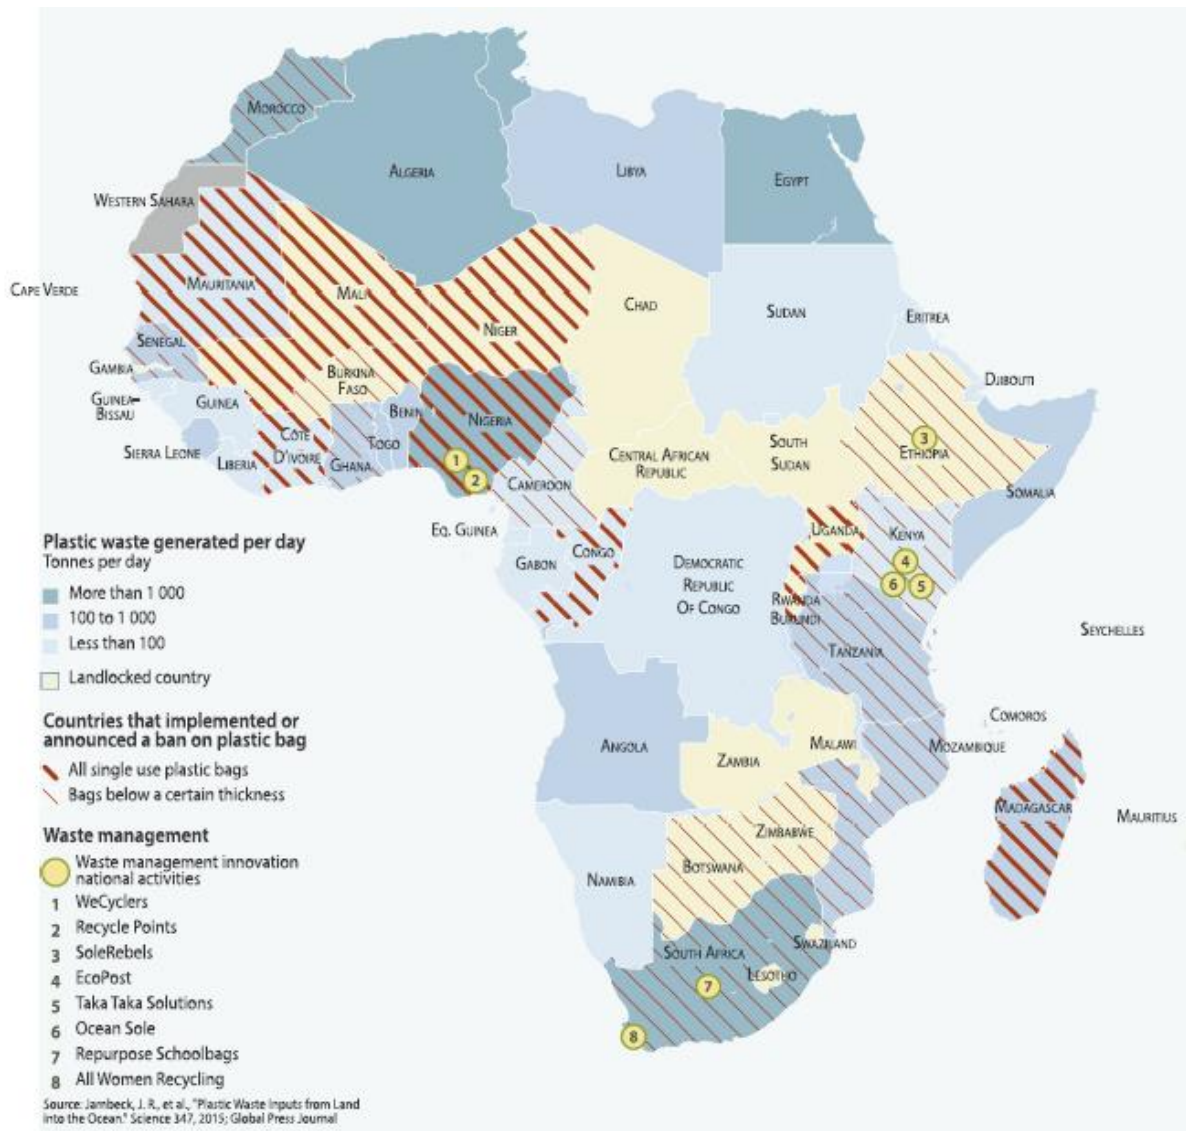 MOROCCO
ALGERIA
LIBYA
EGYPT
WESTERN SAHARA
CAPE VERDE
MAURITANIA
MALI
NIGER
CHAD
SUDAN
ERITREA
SENEGAL
GAMBIA
GUINEA-
BISSAU
GUINEA
BURKINA
FASO
BENIN
NIGERIA
DJIBOUTI
SIERRA LEONE
LIBERIA
CÔTE
D'IVOIRE
GHANA
TOGO
CAMEROON
CENTRAL AFRICAN
REPUBLIC
SOUTH
SUDAN
ETHIOPIA
SOMALIA
EQ. GUINEA
GABON
CONGO
DEMOCRATIC
REPUBLIC
OF CONGO
UGANDA
KENYA
RWANDA
BURUNDI
TANZANIA
SEYCHELLES
COMOROS
ANGOLA
ZAMBIA
MALAWI
MOZAMBIQUE
MADAGASCAR
MAURITIUS
ZIMBABWE
BOTSWANA
NAMIBIA
SOUTH AFRICA
SWAZILAND
LESOTHO
1
2
3
4
6
5
7
8
Plastic waste generated per day
Tonnes per day
More than 1 000
100 to 1 000
Less than 100
Landlocked country
Countries that implemented or
announced a ban on plastic bag
All single use plastic bags
Bags below a certain thickness
Waste management
Waste management innovation
national activities
1 WeCyclers
2 Recycle Points
3 SoleRebels
4 EcoPost
5 Taka Taka Solutions
6 Ocean Sole
7 Repurpose Schoolbags
8 All Women Recycling
Source: Jambeck, J. R., et al., "Plastic Waste Inputs from Land
into the Ocean." Science 347, 2015; Global Press Journal